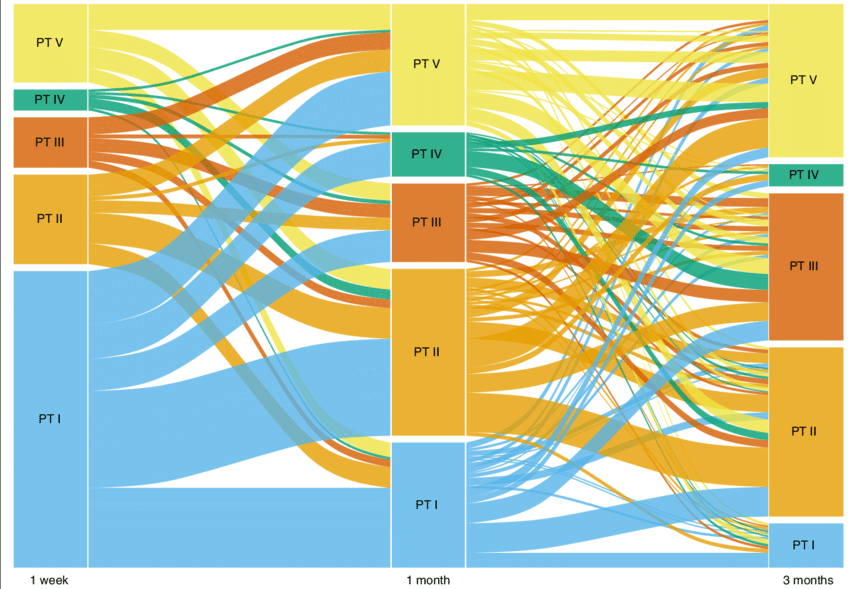 PT V
PT IV
PT III
PT II
PT I
1 week
PT V
PT IV
PT III
PT II
PT I
1 month
PT V
PT IV
PT III
PT II
PT I
3 months